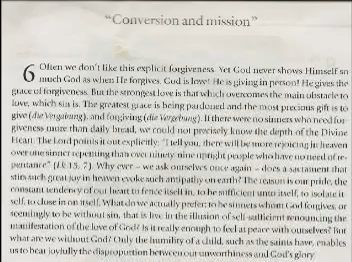 "Conversion and mission"
6 Often we don't like this explicit forgiveness. Yet God never shows Himself so
much God as when He forgives. God is love! He is giving in person! He gives the
grace of forgiveness. But the strongest love is that which overcomes the main obstacle to
love, which is sin. The greatest grace is being pardoned and the most precious gift is to
give (die Vergabung), and forgiving (die Vergebung). If there were no sinners who need for-
giveness more than daily bread, we could not precisely know the depth of the Divine
Heart. The Lord points it out explicitly: "I tell you, there will be more rejoicing in heaven
over one sinner repenting than over ninety-nine upright people who have no need of re-
pentance" (Lk 15, 7). Why ever – we ask ourselves once again – does a sacrament that
stirs such great joy in heaven evoke such antipathy on earth? The reason is our pride, the
constant tendency of our heart to fence itself in, to be sufficient unto itself, to isolate it-
self, to close in on itself. What do we actually prefer: to be sinners whom God forgives, or
seemingly to be without sin, that is live in the illusion of self-sufficient renouncing the
manifestation of the love of God? Is it really enough to feel at peace with ourselves? But
what are we without God? Only the humility of a child, such as the saints have, enables
us to bear joyfully the disproportion between our unworthiness and God's glory.